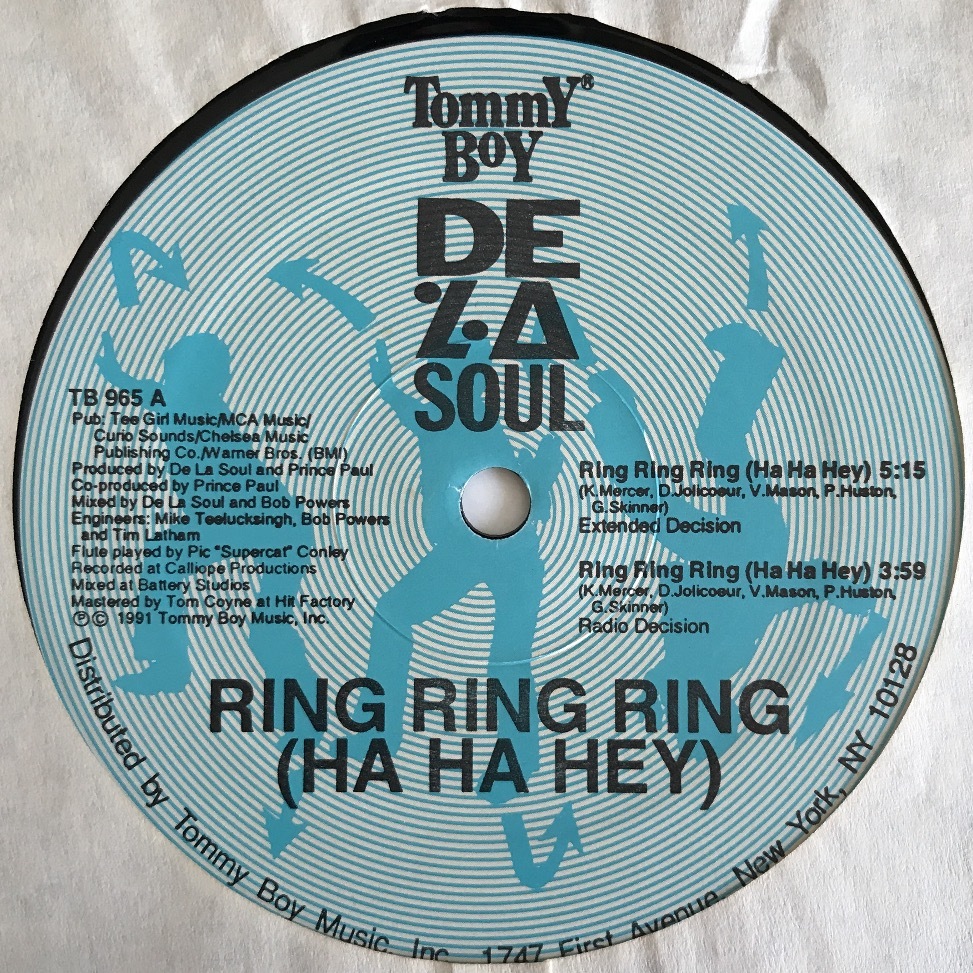 TommY® 
BOY
DE
LA
SOUL
TB 965 A
Pub: Tee Girl Music/MCA Music/
Curio Sounds/Chelsea Music
Publishing Co./Warner Bros. (BMI)
Produced by De La Soul and Prince Paul
Co-produced by Prince Paul
Mixed by De La Soul and Bob Powers
Engineers: Mike Teelucksingh, Bob Powers
and Tim Latham
Flute played by Pic "Supercat" Conley
Recorded at Calliope Productions
Mixed at Battery Studios
Mastered by Tom Coyne at Hit Factory
℗© 1991 Tommy Boy Music, Inc.
Ring Ring Ring (Ha Ha Hey) 5:15
(K.Mercer, D.Jolicoeur, V.Mason, P.Huston,
G.Skinner)
Extended Decision
Ring Ring Ring (Ha Ha Hey) 3:59
(K.Mercer, D.Jolicoeur, V.Mason, P.Huston,
G.Skinner)
Radio Decision
RING RING RING
(HA HA HEY)
Distributed by Tommy Boy Music, Inc. 1747 First Avenue, New York, NY 10128